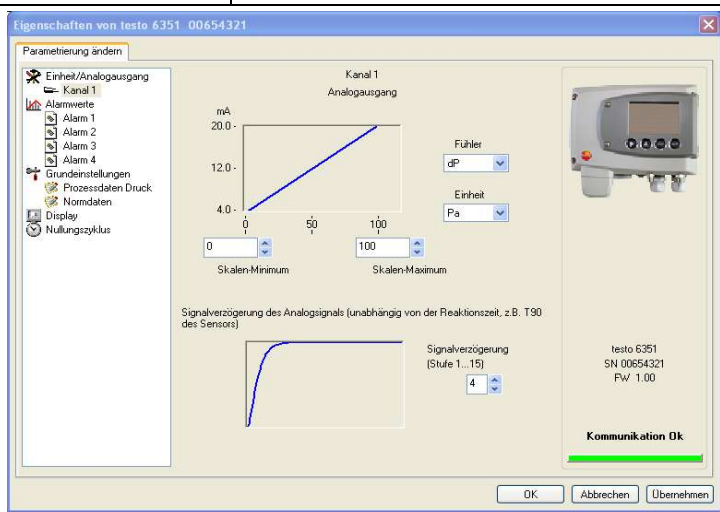 Eigenschaften von testo 6351 00654321
Parametrierung ändern
Einheit/Analogausgang
Kanal 1
Alarmwerte
Alarm 1
Alarm 2
Alarm 3
Alarm 4
Grundeinstellungen
Prozessdaten Druck
Normdaten
Display
Nullungszyklus
Kanal 1
Analogausgang
mA
20.0 -
12.0 -
4.0 -
0 50 100
0
100
Skalen-Minimum
Skalen-Maximum
Fühler
dP
Einheit
Pa
Signalverzögerung des Analogsignals (unabhängig von der Reaktionszeit, z.B. T90
des Sensors)
Signalverzögerung
(Stufe 1...15)
4
testo 6351
SN 00654321
FW 1.00
Kommunikation Ok
OK
Abbrechen
Übernehmen